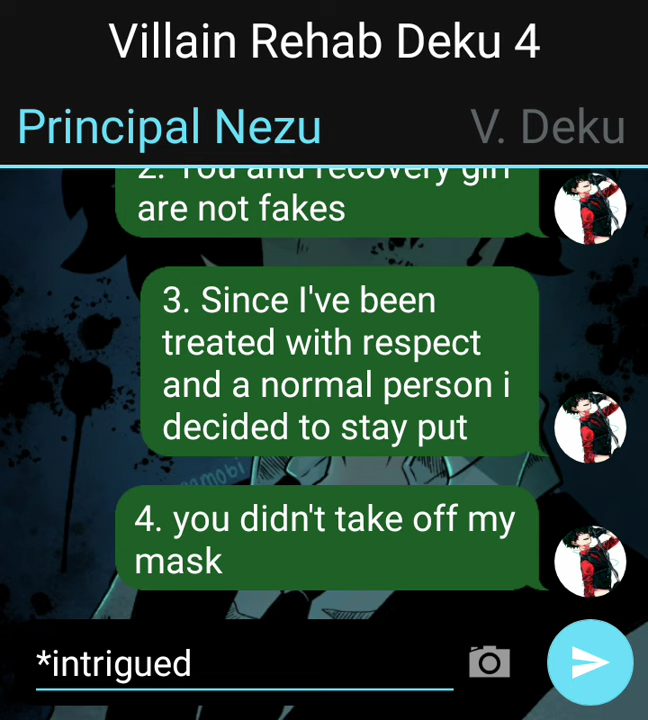 Villain Rehab Deku 4
Principal Nezu
V. Deku
2. You and recovery girl
are not fakes
3. Since I've been
treated with respect
and a normal person i
decided to stay put
4. you didn't take off my
mask
*intrigued